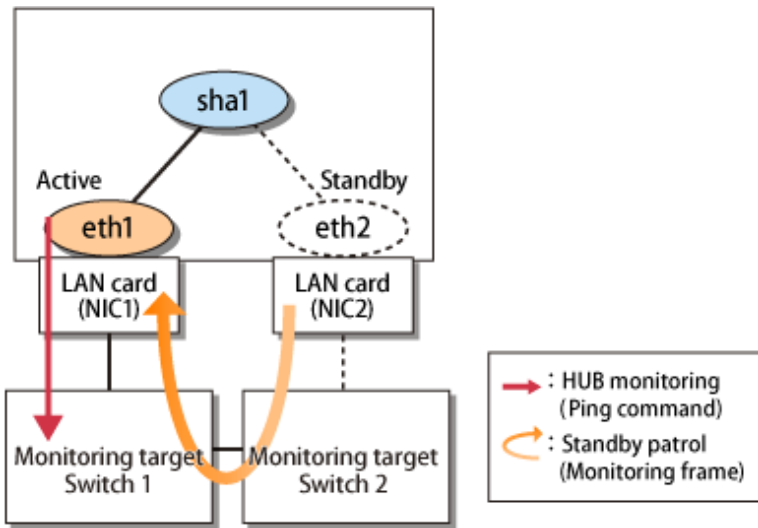 sha1
Active
Standby
eth1
eth2
LAN card
(NIC1)
LAN card
(NIC2)
Monitoring target
Switch 1
Monitoring target
Switch 2
: HUB monitoring
(Ping command)
: Standby patrol
(Monitoring frame)